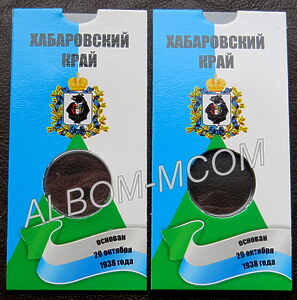 ХАБАРОВСКИЙ
КРАЙ
ХАБАРОВСКИЙ
КРАЙ
ALBOM-MCOM
основан
20 октября
1938 года
основан
20 октября
1938 года